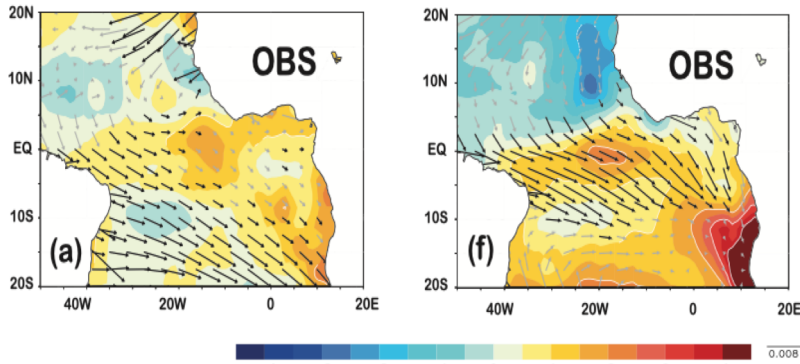 20N 20N
OBS OBS
10N 10N
EQ EQ
10S 10S
(a) (f)
20S 20S
40W 20W 0 20E 40W 20W 0 20E
0.008